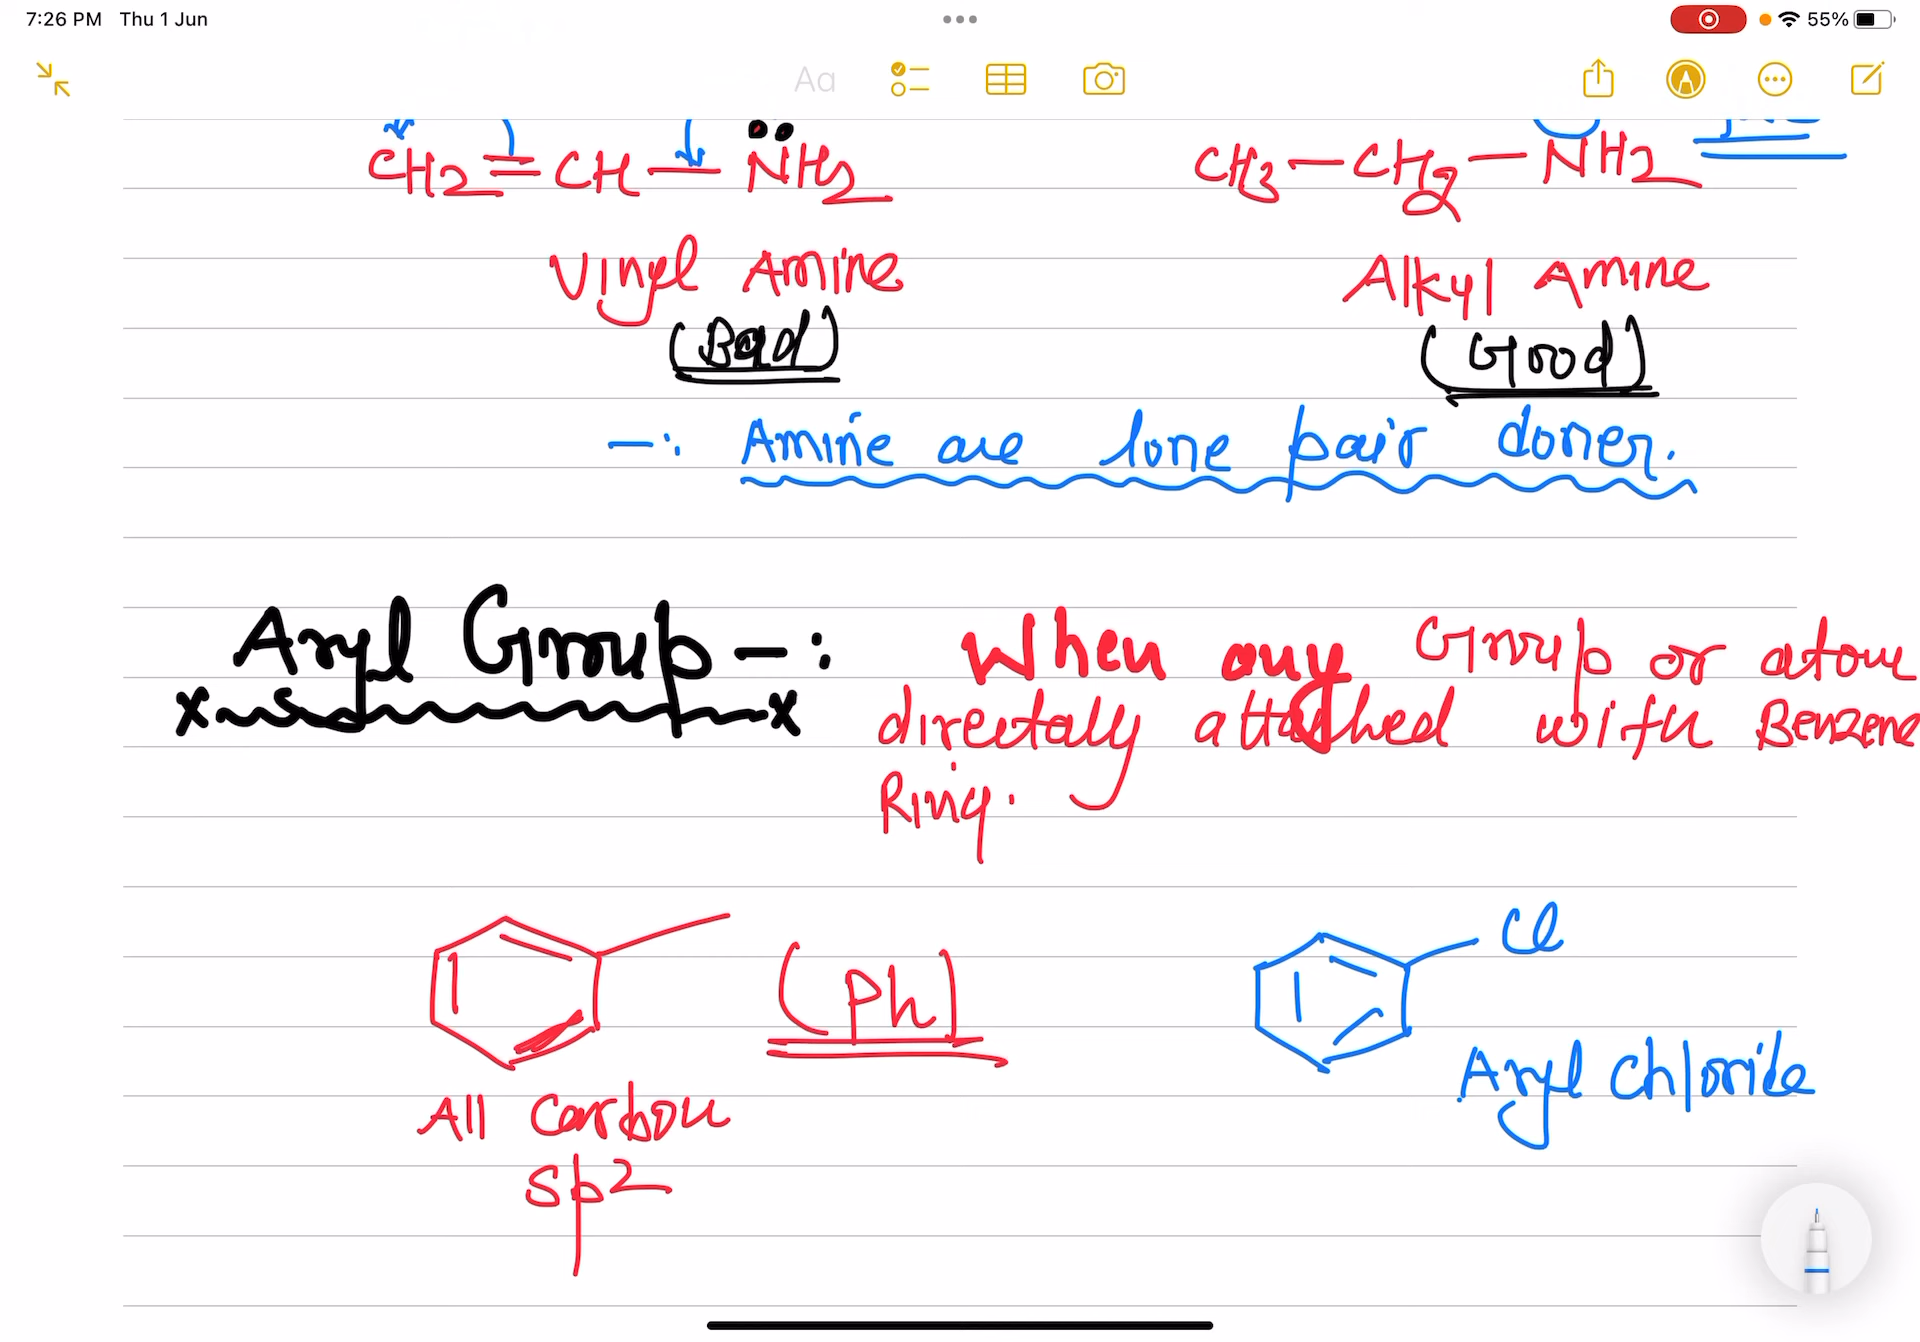 7:26 PM Thu 1 Jun
55%
Aa
CH2=CH-NH2 CH3-CH2-NH2
Vinyl Amine Alkyl Amine
(Bad) (Good)
-: Amine are lone pair doner.
Aryl Group-: When any Group or atom
directaly attached with Benzene
Ring.
Cl
(Ph)
Aryl Chloride
All Carbon
Sp2